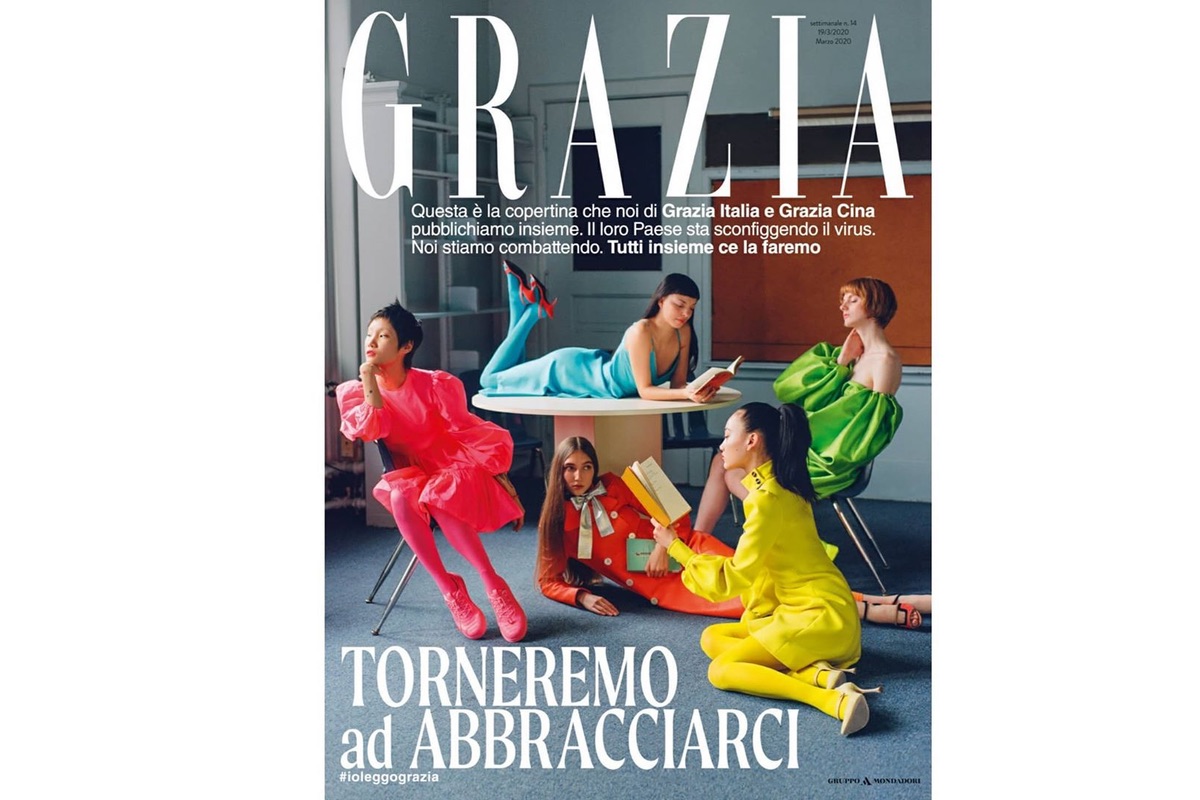 GRAZIA
settimanale n. 14
19/3/2020
Marzo 2020
Questa è la copertina che noi di Grazia Italia e Grazia Cina
pubblichiamo insieme. Il loro Paese sta sconfiggendo il virus.
Noi stiamo combattendo. Tutti insieme ce la faremo
TORNEREMO
ad ABBRACCIARCI
#ioleggograzia
GRUPPO MONDADORI